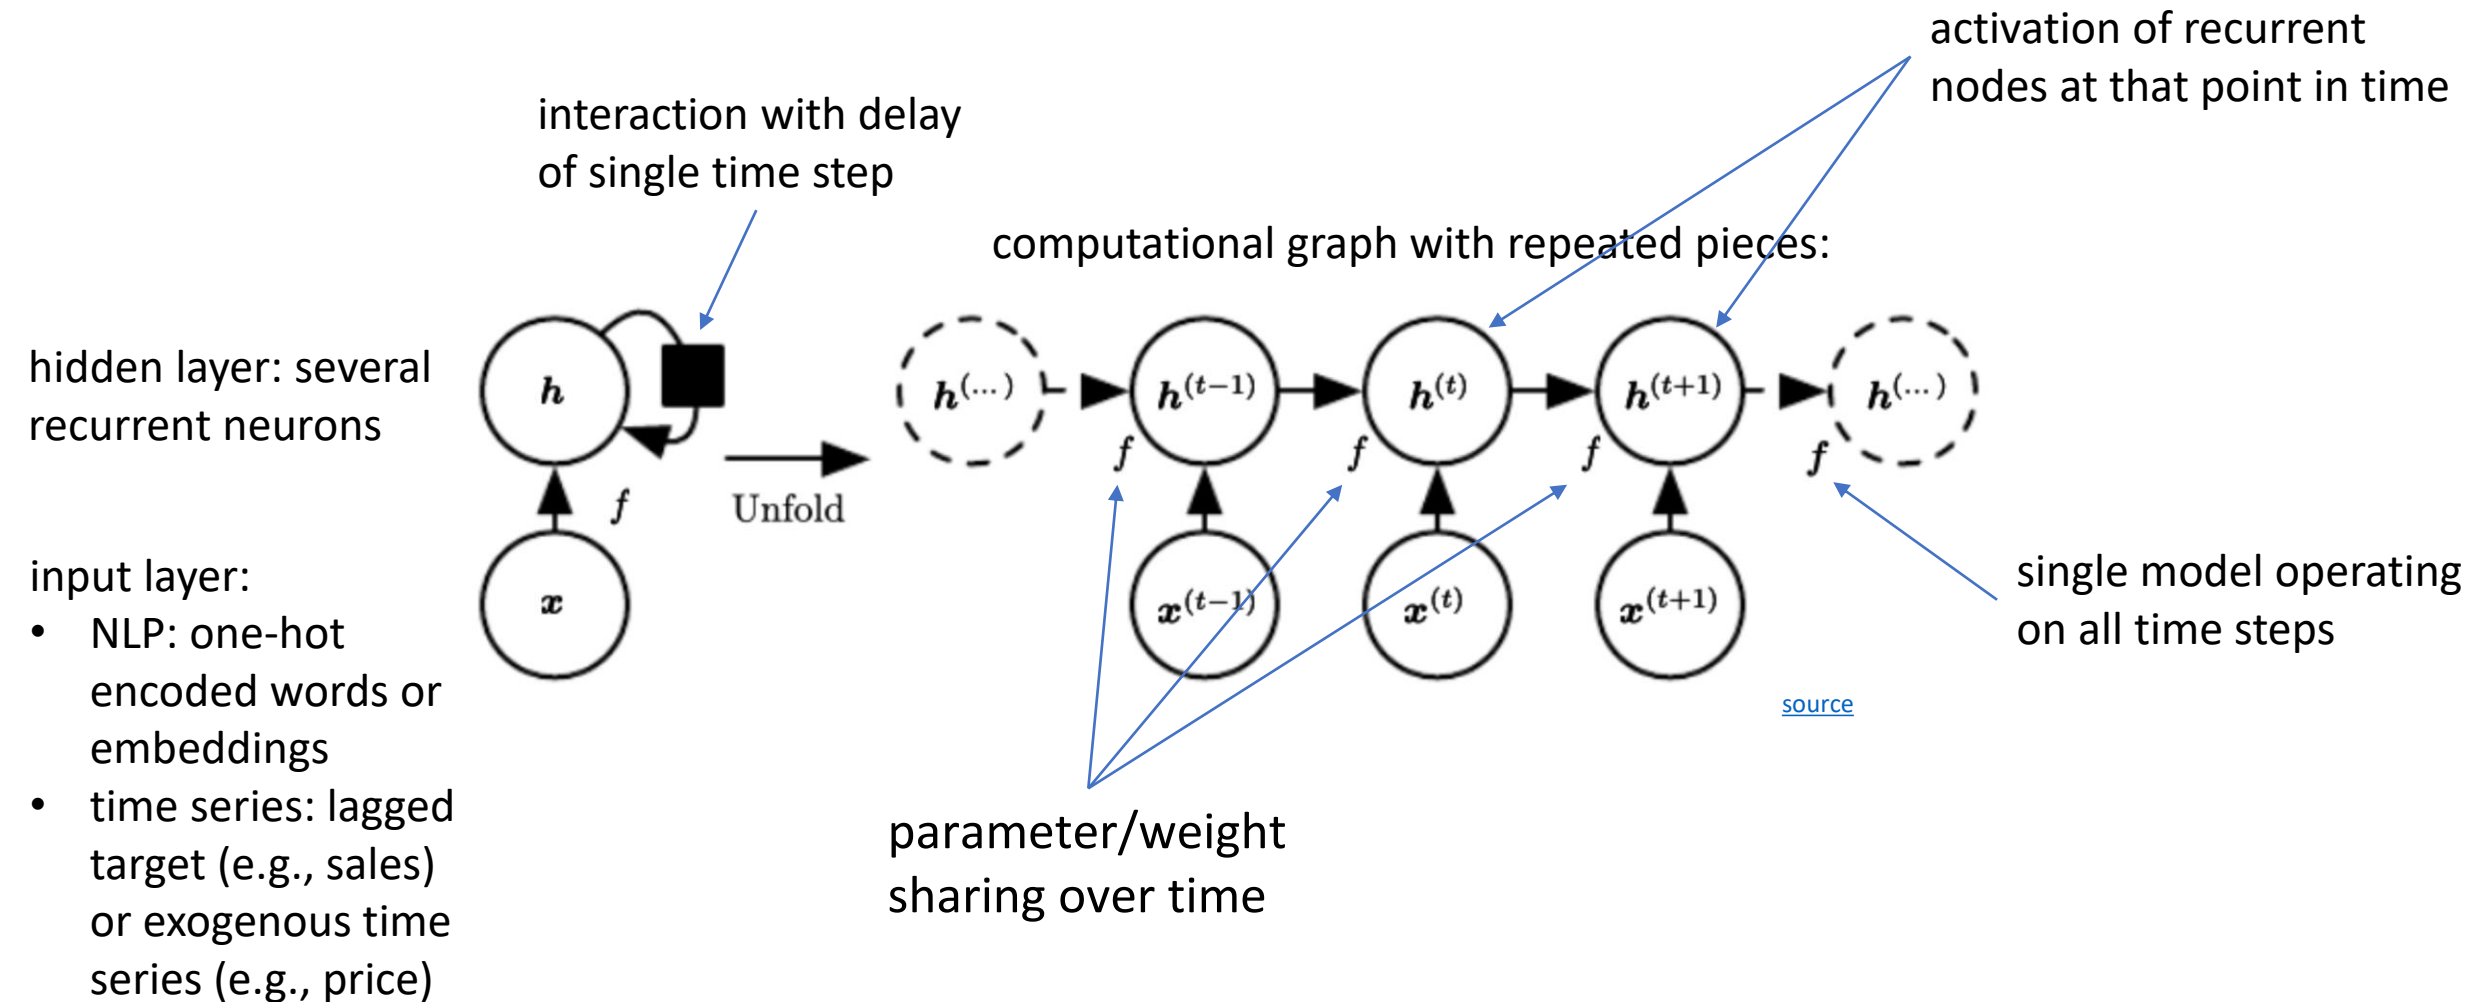 activation of recurrent
nodes at that point in time
interaction with delay
of single time step
computational graph with repeated pieces:
hidden layer: several
recurrent neurons
h
f
x
Unfold
h^(...)
h^(t−1)
h^(t)
h^(t+1)
h^(...)
f
f
f
f
x^(t−1)
x^(t)
x^(t+1)
input layer:
• NLP: one-hot
encoded words or
embeddings
• time series: lagged
target (e.g., sales)
or exogenous time
series (e.g., price)
single model operating
on all time steps
source
parameter/weight
sharing over time